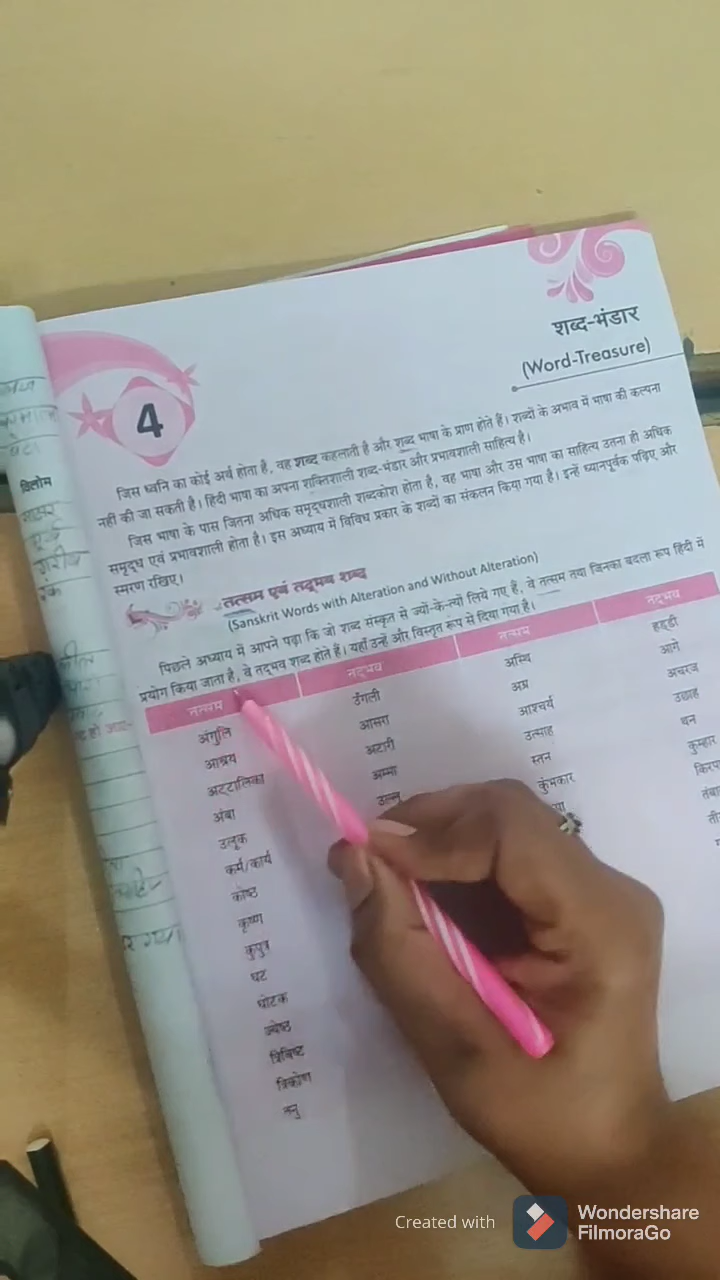 शब्द-भंडार
(Word-Treasure)
4
जिस ध्वनि का कोई अर्थ होता है, वह शब्द कहलाती है और शब्द भाषा के प्राण होते हैं। शब्दों के अभाव में भाषा की कल्पना
नहीं की जा सकती है। हिंदी भाषा का अपना शक्तिशाली शब्द-भंडार और प्रभावशाली साहित्य है।
जिस भाषा के पास जितना अधिक समृद्धशाली शब्दकोश होता है, वह भाषा और उस भाषा का साहित्य उतना ही अधिक
समृद्ध एवं प्रभावशाली होता है। इस अध्याय में विविध प्रकार के शब्दों का संकलन किया गया है। इन्हें ध्यानपूर्वक पढ़िए और
स्मरण रखिए।
तत्सम एवं तद्भव शब्द
(Sanskrit Words with Alteration and Without Alteration)
पिछले अध्याय में आपने पढ़ा कि जो शब्द संस्कृत से ज्यों-के-त्यों लिये गए हैं, वे तत्सम तथा जिनका बदला रूप हिंदी में
प्रयोग किया जाता है, वे तद्भव शब्द होते हैं। यहाँ उन्हें और विस्तृत रूप से दिया गया है।
तत्सम तद्भव तत्सम तद्भव
अंगुलि उँगली अस्थि हड्डी
आश्रय आसरा अग्र आगे
अट्टालिका अटारी आश्चर्य अचरज
अंबा अम्मा उत्साह उछाह
उलूक उल्लू स्तन थन
कर्म/कार्य कुंभकार कुम्हार
कोष्ठ किरपा
कृष्ण
कुपुत्र
घट
घोटक
ज्येष्ठ
त्रिविष्ट
त्रिकोण
तनु
विलोम
Created with Wondershare
FilmoraGo